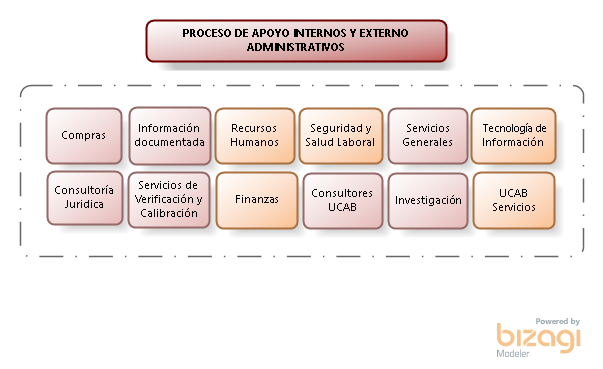 PROCESO DE APOYO INTERNOS Y EXTERNO
ADMINISTRATIVOS
Compras
Información
documentada
Recursos
Humanos
Seguridad y
Salud Laboral
Servicios
Generales
Tecnología de
Información
Consultoría
Juridica
Servicios de
Verificación y
Calibración
Finanzas
Consultores
UCAB
Investigación
UCAB
Servicios
Powered by
bizagi
Modeler